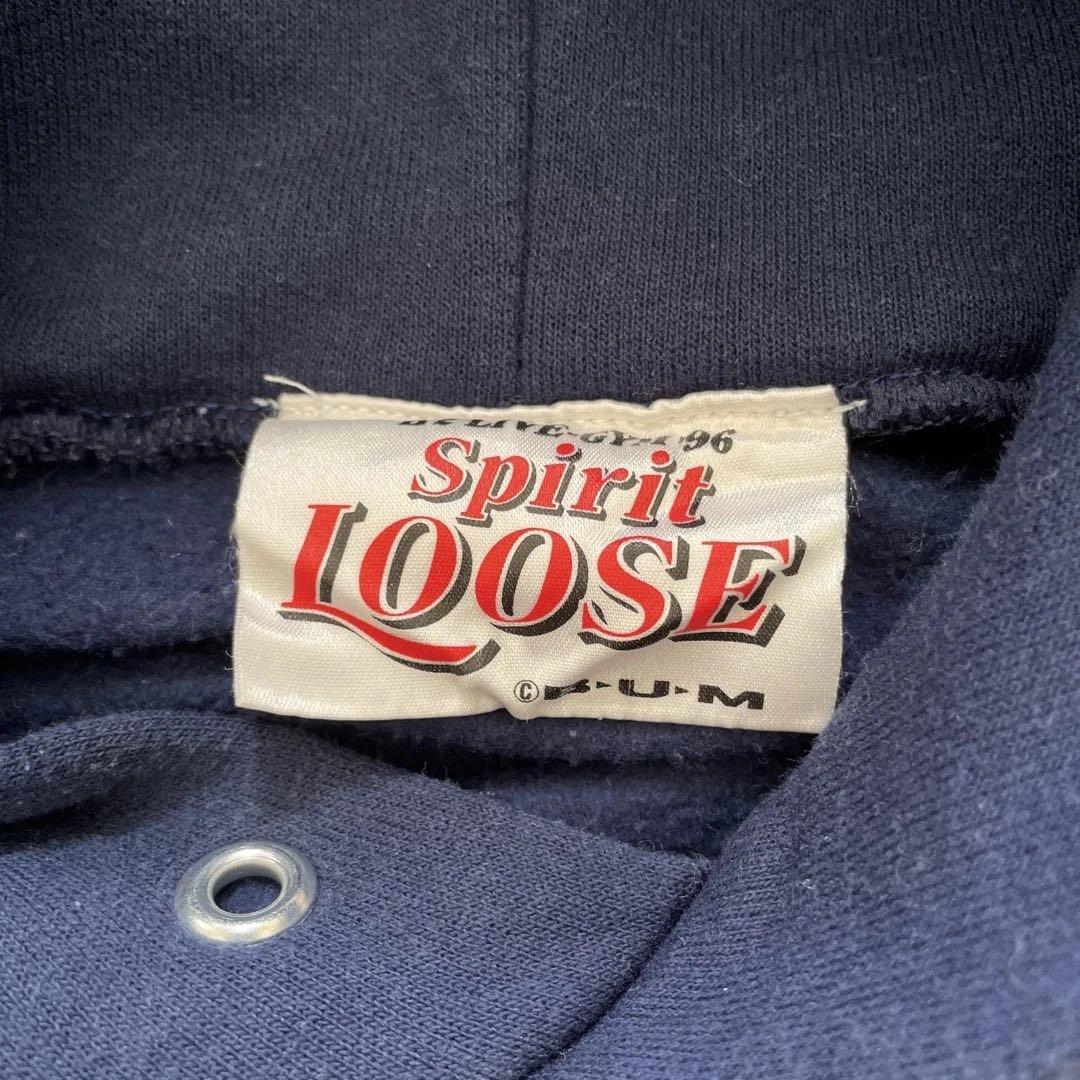 B'z LIVE-GYM '96
Spirit
LOOSE
© B·U·M